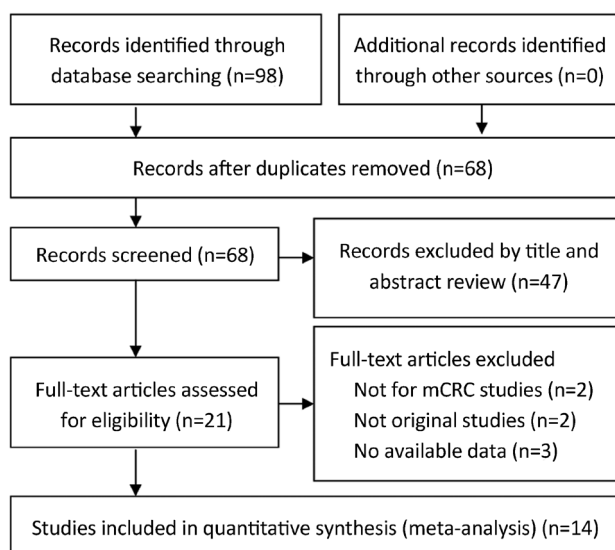 Records identified through
database searching (n=98)
Additional records identified
through other sources (n=0)
Records after duplicates removed (n=68)
Records screened (n=68)
Records excluded by title and
abstract review (n=47)
Full-text articles assessed
for eligibility (n=21)
Full-text articles excluded
Not for mCRC studies (n=2)
Not original studies (n=2)
No available data (n=3)
Studies included in quantitative synthesis (meta-analysis) (n=14)